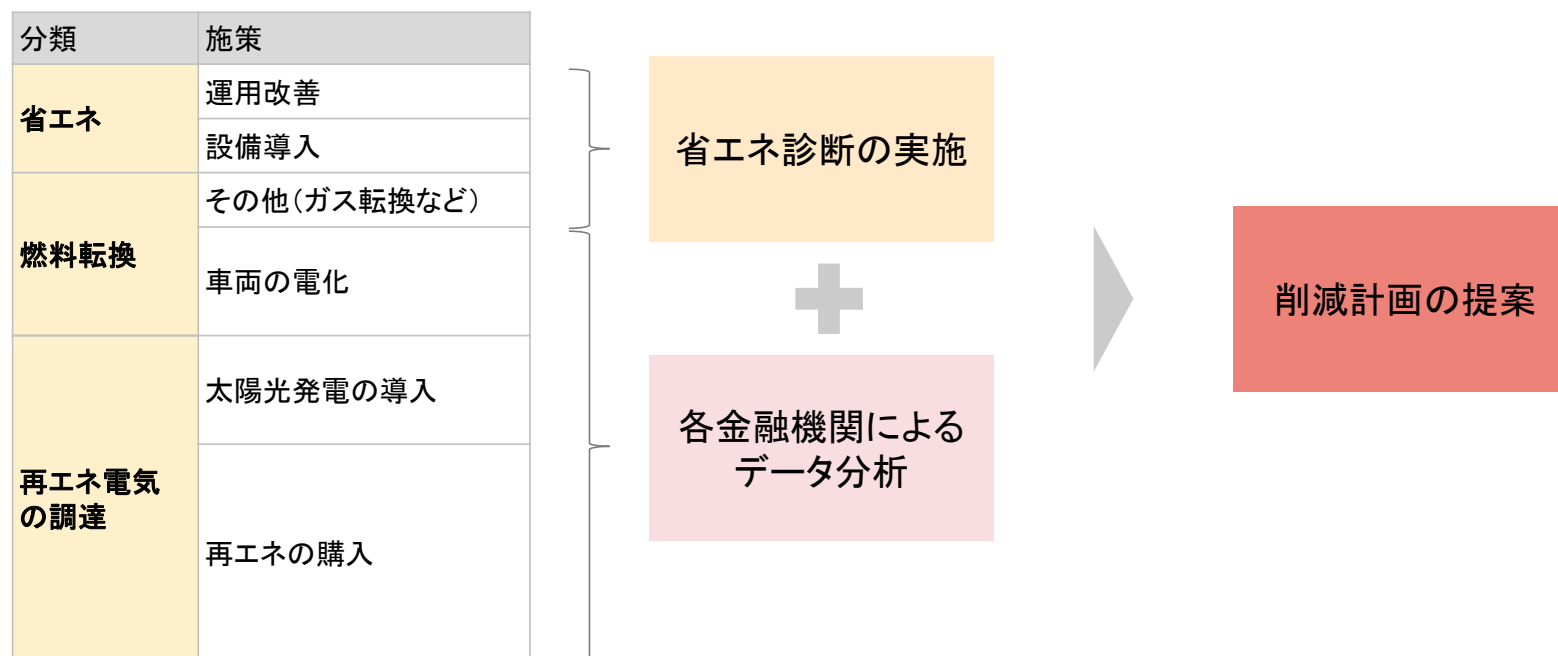 分類
施策
省エネ
運用改善
設備導入
燃料転換
その他(ガス転換など)
車両の電化
再エネ電気
の調達
太陽光発電の導入
再エネの購入
省エネ診断の実施
各金融機関による
データ分析
削減計画の提案